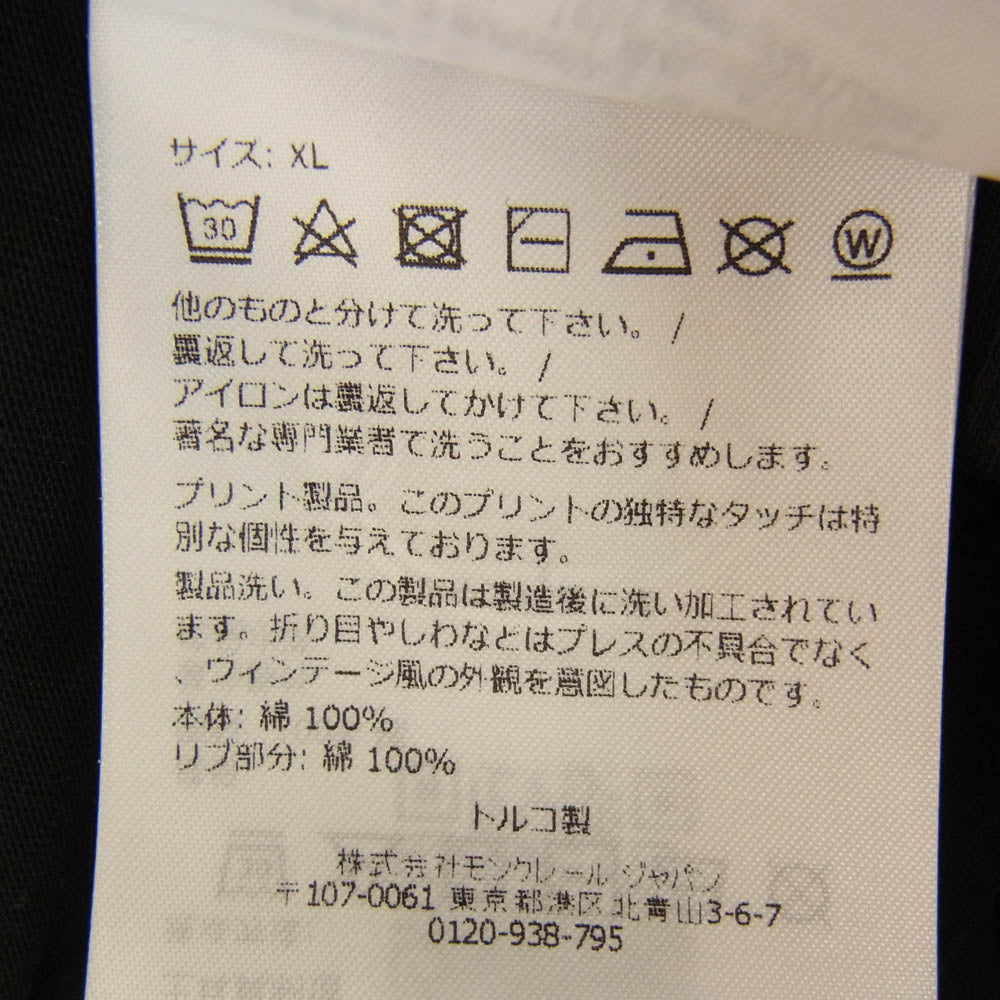 サイズ: XL
30
W
他のものと分けて洗って下さい。 /
裏返して洗って下さい。 /
アイロンは裏返してかけて下さい。 /
著名な専門業者で洗うことをおすすめします。
プリント製品。このプリントの独特なタッチは特
別な個性を与えております。
製品洗い。この製品は製造後に洗い加工されてい
ます。折り目やしわなどはプレスの不具合でなく
、ヴィンテージ風の外観を意図したものです。
本体: 綿 100%
リブ部分: 綿 100%
トルコ製
株式会社モンクレール ジャパン
〒107-0061 東京都港区北青山3-6-7
0120-938-795